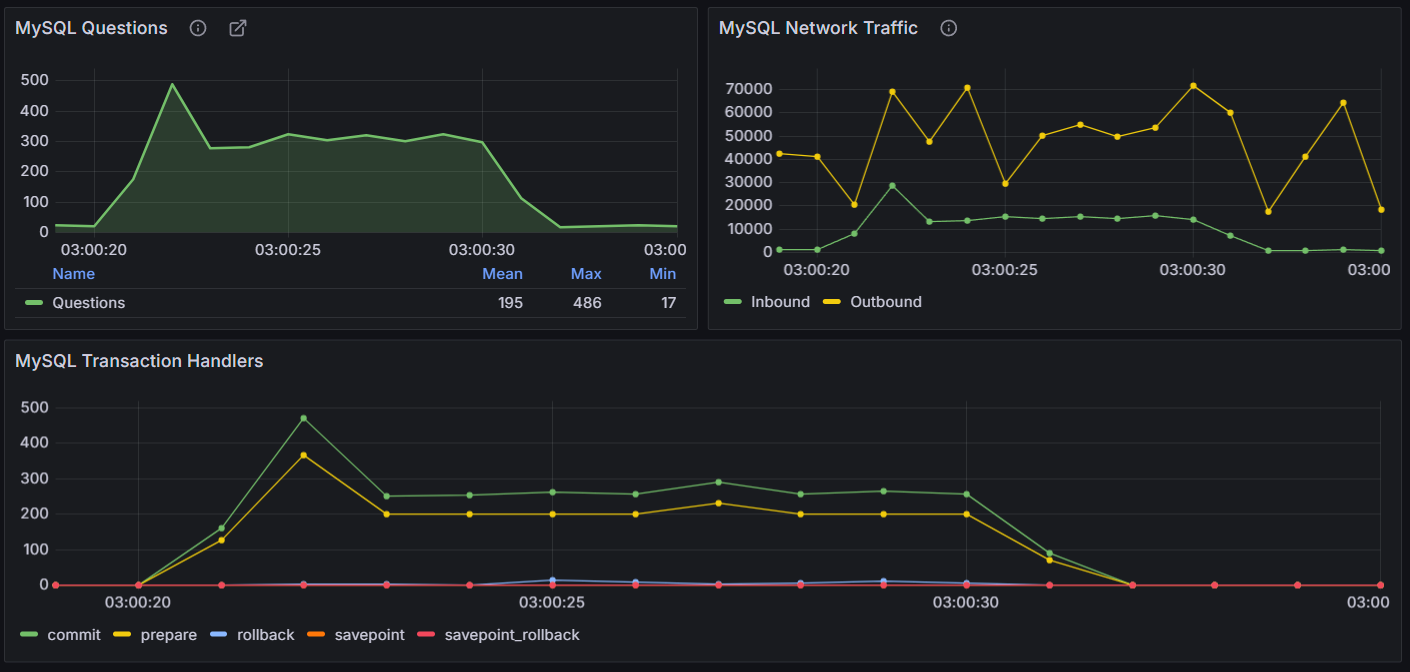 MySQL Questions
500
400
300
200
100
0
03:00:20 03:00:25 03:00:30 03:00
Name Mean Max Min
Questions 195 486 17
MySQL Network Traffic
70000
60000
50000
40000
30000
20000
10000
0
03:00:20 03:00:25 03:00:30 03:00
Inbound Outbound
MySQL Transaction Handlers
500
400
300
200
100
0
03:00:20 03:00:25 03:00:30 03:00
commit prepare rollback savepoint savepoint_rollback